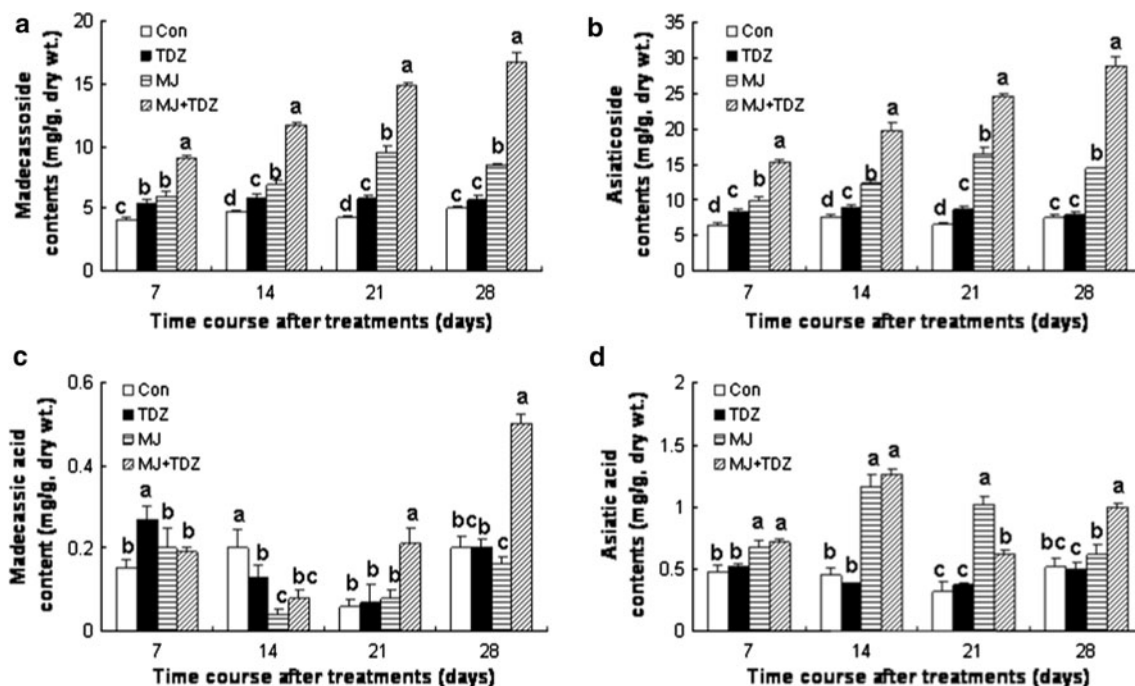 a
Madecassoside
contents (mg/g, dry wt.)
20
15
10
5
0
Con
TDZ
MJ
MJ+TDZ
c b b a
d c b a
d c b a
c c b a
7 14 21 28
Time course after treatments (days)
b
Asiaticoside
contents (mg/g, dry wt.)
35
30
25
20
15
10
5
0
Con
TDZ
MJ
MJ+TDZ
d c b a
d c b a
d c b a
c c b a
7 14 21 28
Time course after treatments (days)
c
Madecassic acid
content (mg/g, dry wt.)
0.6
0.4
0.2
0
Con
TDZ
MJ
MJ+TDZ
b a b b
a b c bc
b b b a
bc b c a
7 14 21 28
Time course after treatments (days)
d
Asiatic acid
contents (mg/g, dry wt.)
2
1.5
1
0.5
0
Con
TDZ
MJ
MJ+TDZ
b b a a
b b a a
c c a b
bc c b a
7 14 21 28
Time course after treatments (days)